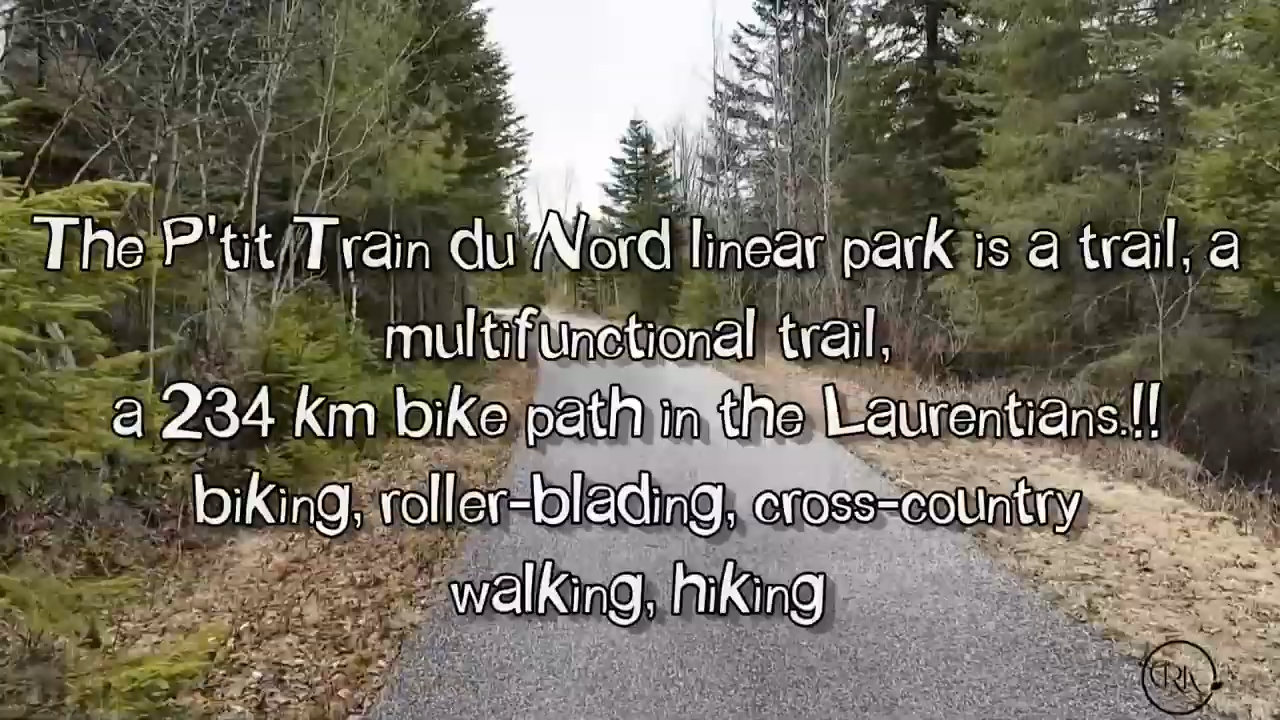 The P'tit Train du Nord linear park is a trail, a
multifunctional trail,
a 234 km bike path in the Laurentians.!!
biking, roller-blading, cross-country
walking, hiking